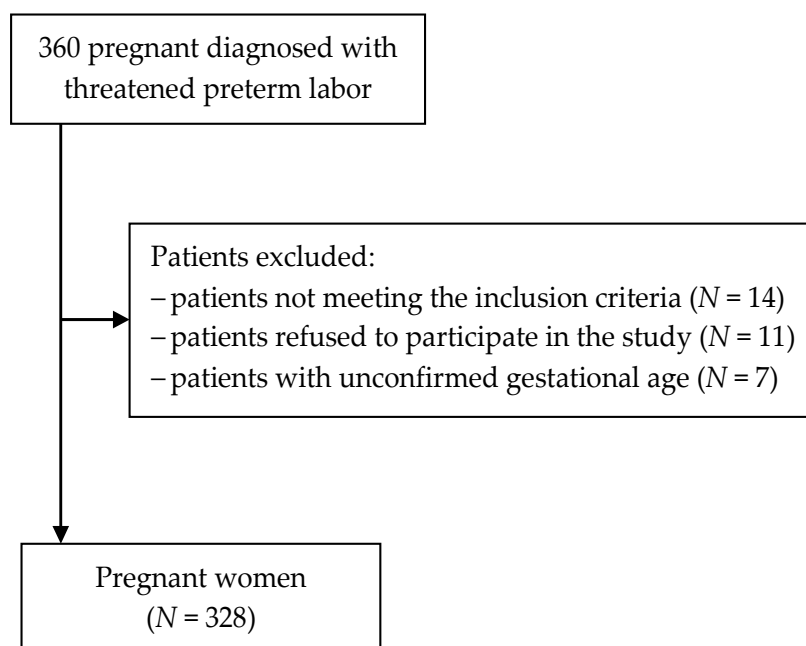 360 pregnant diagnosed with
threatened preterm labor
Patients excluded:
– patients not meeting the inclusion criteria (N = 14)
– patients refused to participate in the study (N = 11)
– patients with unconfirmed gestational age (N = 7)
Pregnant women
(N = 328)